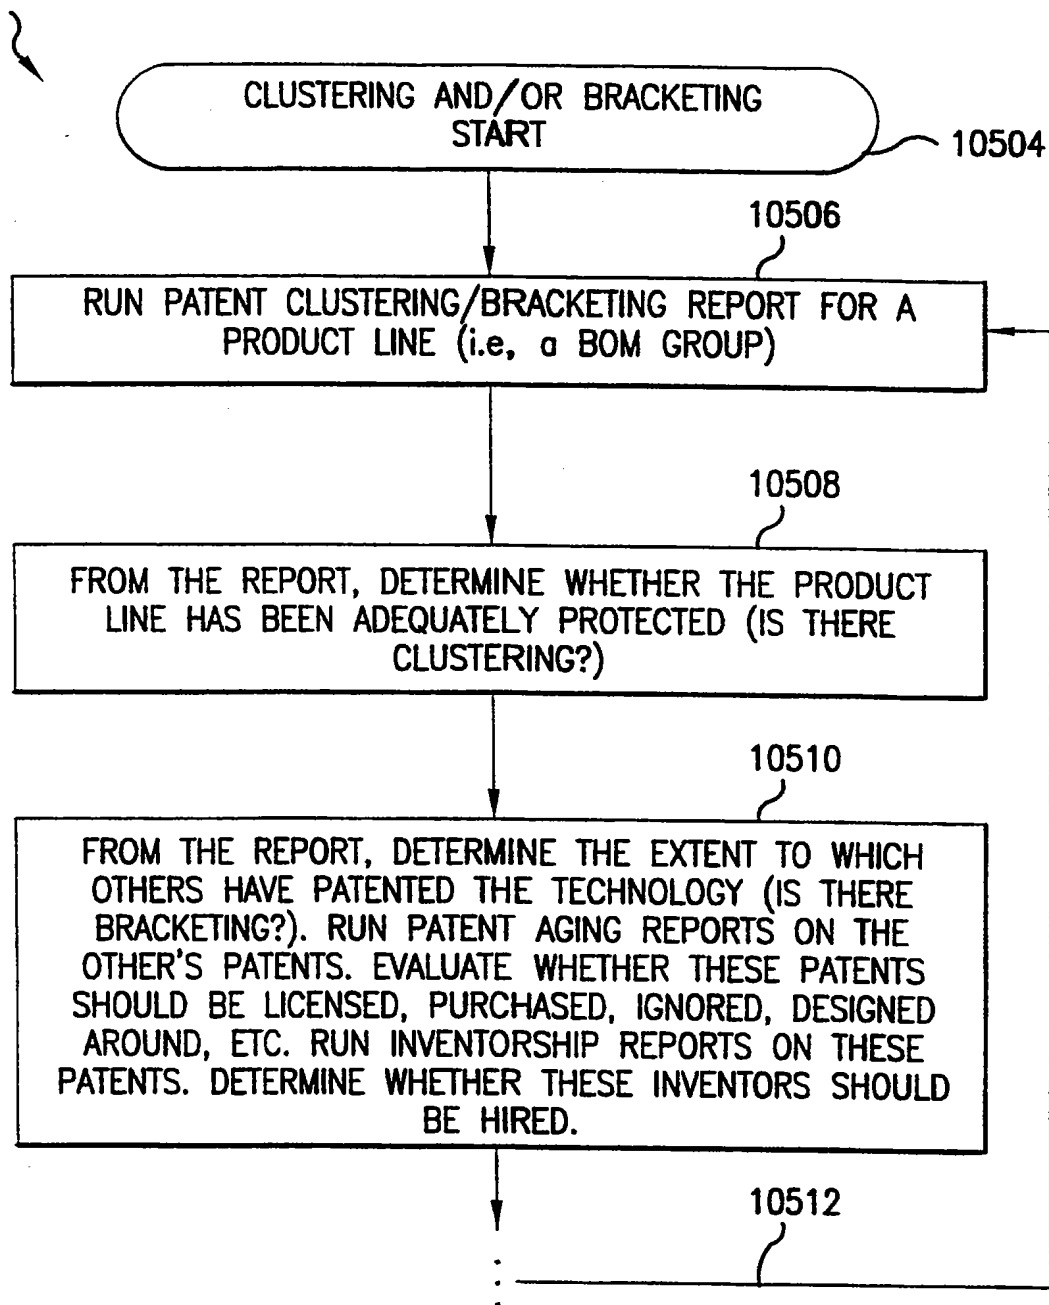 CLUSTERING AND/OR BRACKETING
START
10504
10506
RUN PATENT CLUSTERING/BRACKETING REPORT FOR A
PRODUCT LINE (i.e, a BOM GROUP)
10508
FROM THE REPORT, DETERMINE WHETHER THE PRODUCT
LINE HAS BEEN ADEQUATELY PROTECTED (IS THERE
CLUSTERING?)
10510
FROM THE REPORT, DETERMINE THE EXTENT TO WHICH
OTHERS HAVE PATENTED THE TECHNOLOGY (IS THERE
BRACKETING?). RUN PATENT AGING REPORTS ON THE
OTHER'S PATENTS. EVALUATE WHETHER THESE PATENTS
SHOULD BE LICENSED, PURCHASED, IGNORED, DESIGNED
AROUND, ETC. RUN INVENTORSHIP REPORTS ON THESE
PATENTS. DETERMINE WHETHER THESE INVENTORS SHOULD
BE HIRED.
10512